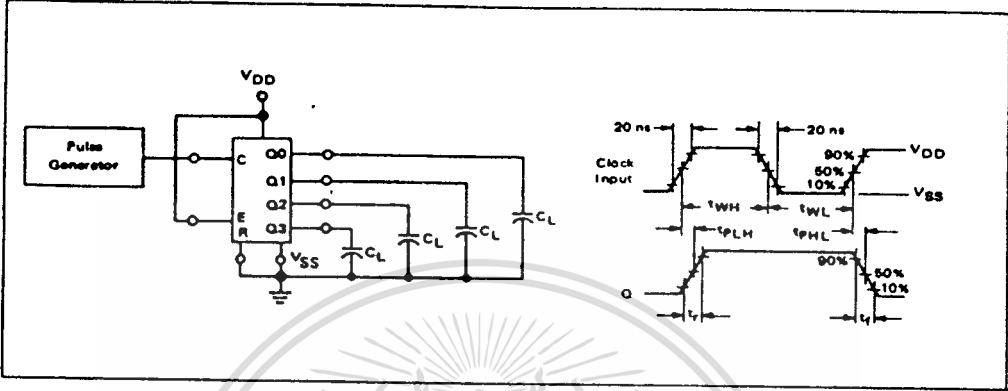 VDD
Pulse
Generator
C
Q0
Q1
Q2
E
Q3
R
VSS
CL
CL
CL
CL
20 ns
20 ns
Clock
Input
90%
50%
10%
VDD
VSS
tWH
tWL
tPLH
tPHL
Q
90%
50%
10%
tr
tf